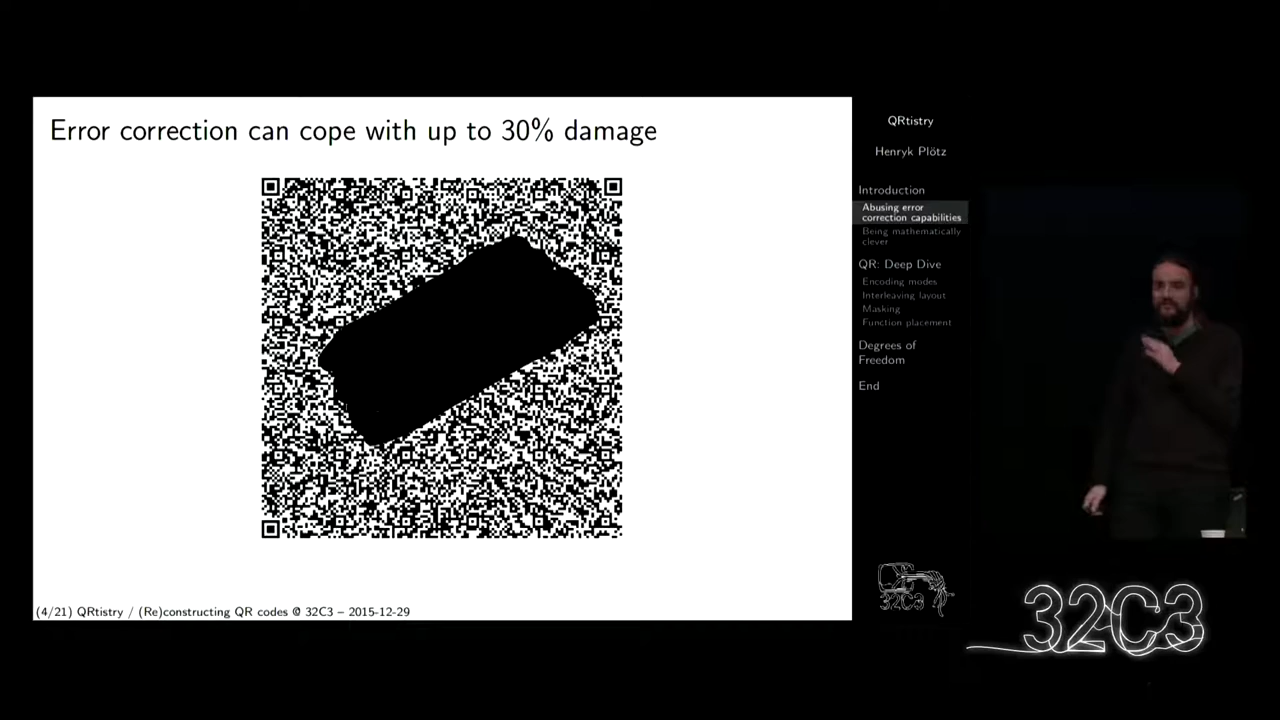 Error correction can cope with up to 30% damage
(4/21) QRtistry / (Re)constructing QR codes @ 32C3 – 2015-12-29
QRtistry
Henryk Plötz
Introduction
Abusing error
correction capabilities
Being mathematically
clever
QR: Deep Dive
Encoding modes
Interleaving layout
Masking
Function placement
Degrees of
Freedom
End
32C3
32C3